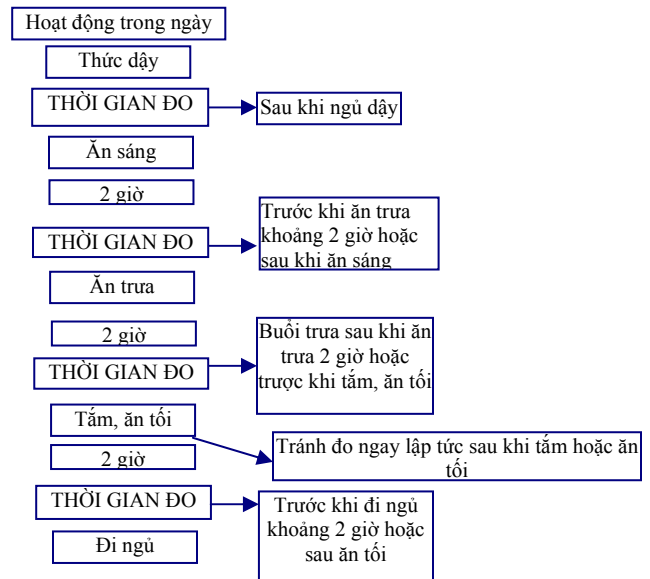 Hoạt động trong ngày
Thức dậy
THỜI GIAN ĐO
Sau khi ngủ dậy
Ăn sáng
2 giờ
THỜI GIAN ĐO
Trước khi ăn trưa
khoảng 2 giờ hoặc
sau khi ăn sáng
Ăn trưa
2 giờ
THỜI GIAN ĐO
Buổi trưa sau khi ăn
trưa 2 giờ hoặc
trược khi tắm, ăn tối
Tắm, ăn tối
2 giờ
Tránh đo ngay lập tức sau khi tắm hoặc ăn
tối
THỜI GIAN ĐO
Trước khi đi ngủ
khoảng 2 giờ hoặc
sau ăn tối
Đi ngủ